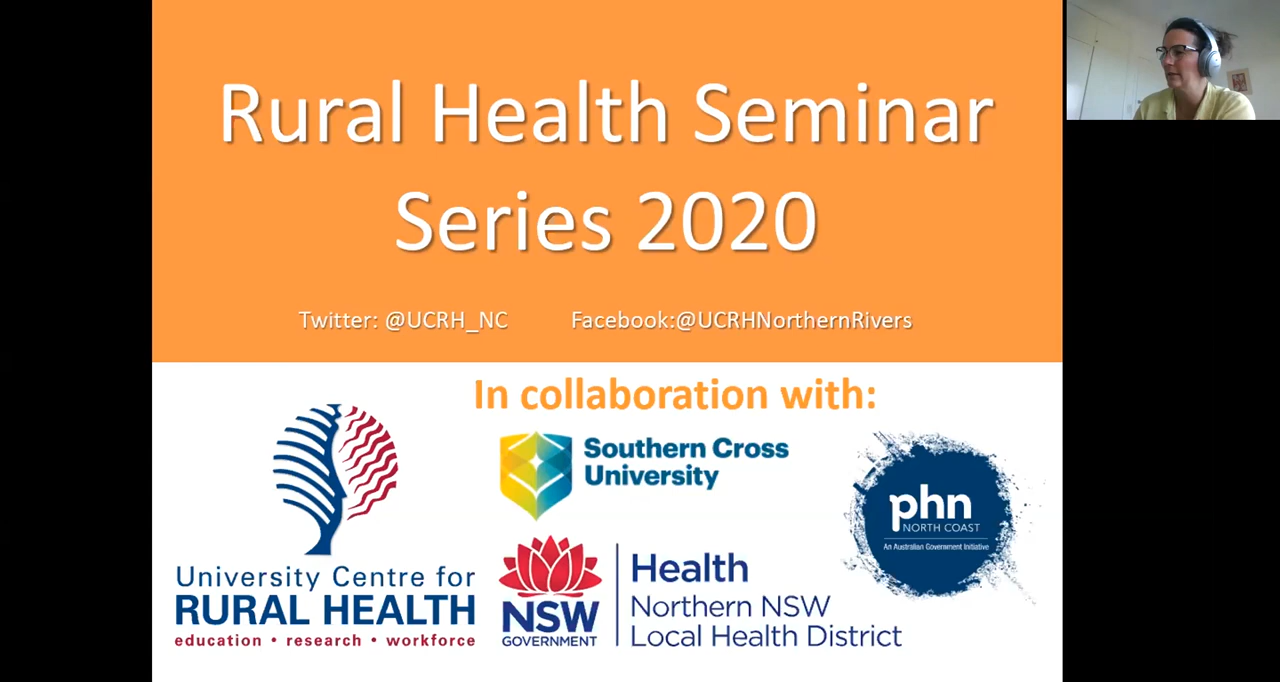 Rural Health Seminar
Series 2020
Twitter: @UCRH_NC Facebook:@UCRHNorthernRivers
In collaboration with:
University Centre for
RURAL HEALTH
education • research • workforce
Southern Cross
University
NSW
GOVERNMENT
Health
Northern NSW
Local Health District
phn
NORTH COAST
An Australian Government Initiative